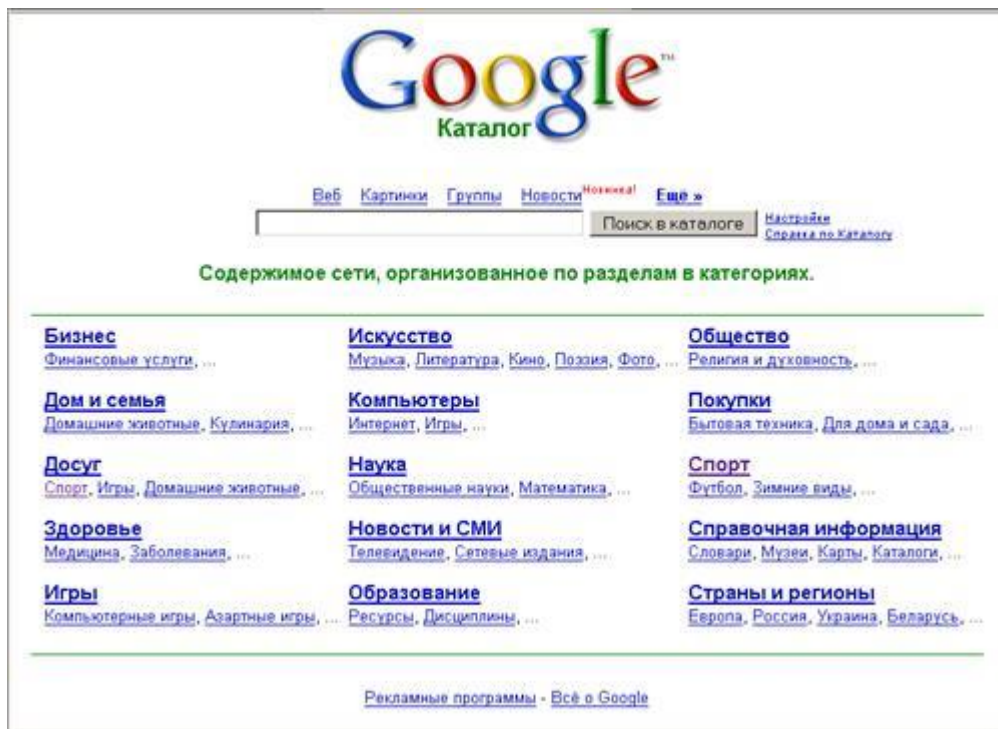 Google™
Каталог
Веб Картинки Группы Новости Новинка! Ещё »
Поиск в каталоге Настройки
Справка по Каталогу
Содержимое сети, организованное по разделам в категориях.
Бизнес
Финансовые услуги, ...
Искусство
Музыка, Литература, Кино, Поэзия, Фото, ...
Общество
Религия и духовность, ...
Дом и семья
Домашние животные, Кулинария, ...
Компьютеры
Интернет, Игры, ...
Покупки
Бытовая техника, Для дома и сада, ...
Досуг
Спорт, Игры, Домашние животные, ...
Наука
Общественные науки, Математика, ...
Спорт
Футбол, Зимние виды, ...
Здоровье
Медицина, Заболевания, ...
Новости и СМИ
Телевидение, Сетевые издания, ...
Справочная информация
Словари, Музеи, Карты, Каталоги, ...
Игры
Компьютерные игры, Азартные игры, ...
Образование
Ресурсы, Дисциплины, ...
Страны и регионы
Европа, Россия, Украина, Беларусь, ...
Рекламные программы - Всё о Google